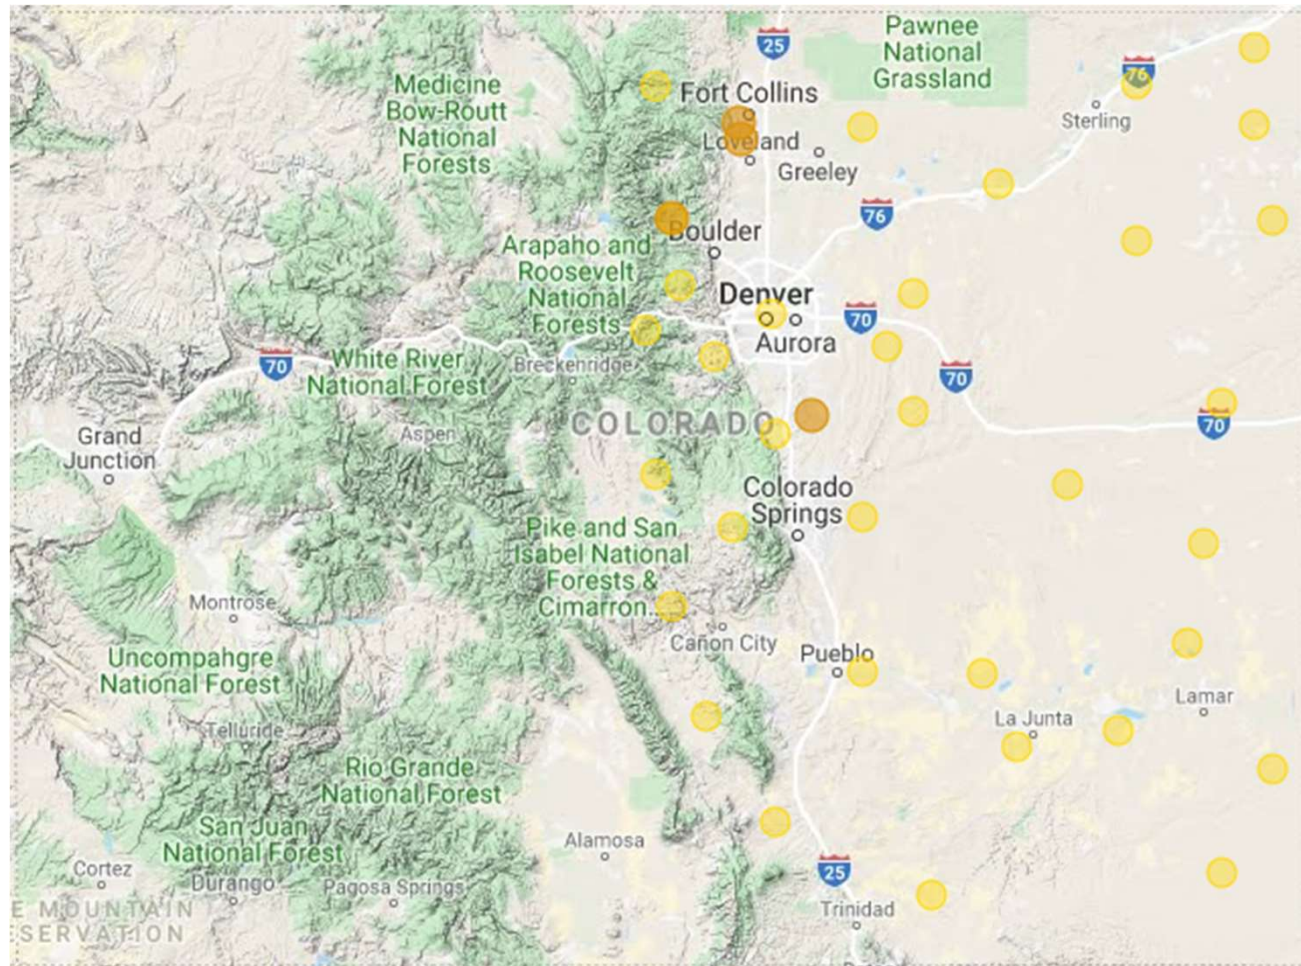 25
Pawnee
National
Grassland
76
Medicine
Bow-Routt
National
Forests
Fort Collins
Sterling
Loveland
Greeley
76
Boulder
Arapaho and
Roosevelt
National
Forests
Denver
70
Aurora
White River
National Forest
70
Breckenridge
70
COLORADO
Aspen
70
Grand
Junction
Colorado
Springs
Pike and San
Isabel National
Forests &
Cimarron...
Montrose
Cañon City
Pueblo
Uncompahgre
National Forest
Lamar
La Junta
Telluride
Rio Grande
National Forest
San Juan
National Forest
Alamosa
Cortez
Durango
Pagosa Springs
25
E MOUNTAIN
SERVATION
Trinidad